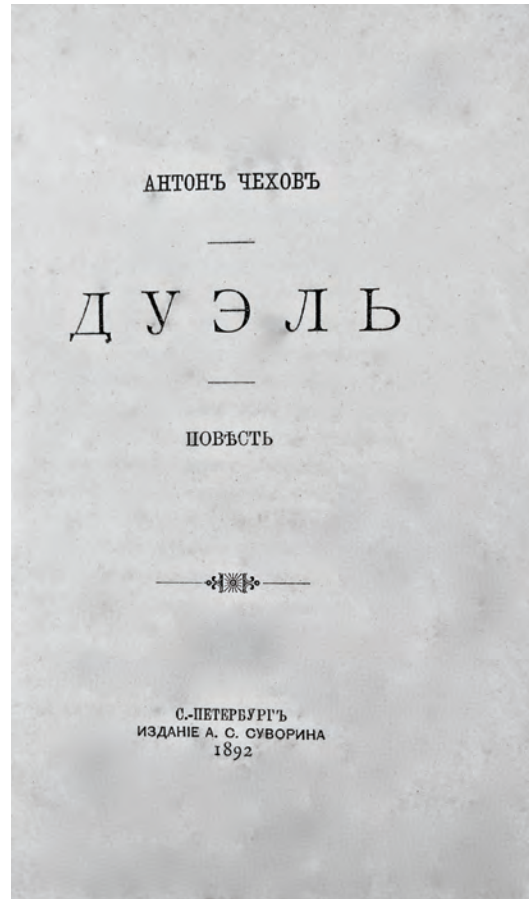 АНТОНЪ ЧЕХОВЪ
ДУЭЛЬ
ПОВѢСТЬ
С.-ПЕТЕРБУРГЪ
ИЗДАНІЕ А. С. СУВОРИНА
1892